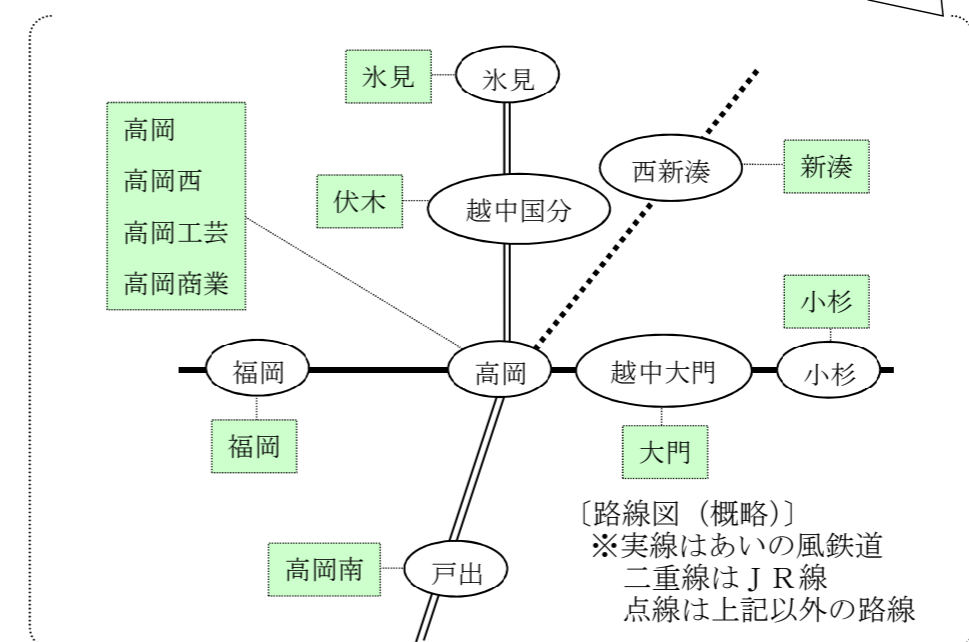 氷見
氷見
高岡
高岡西
高岡工芸
高岡商業
西新湊
新湊
伏木
越中国分
小杉
福岡
高岡
越中大門
小杉
福岡
大門
〔路線図（概略）〕
※実線はあいの風鉄道
二重線はＪＲ線
点線は上記以外の路線
高岡南
戸出